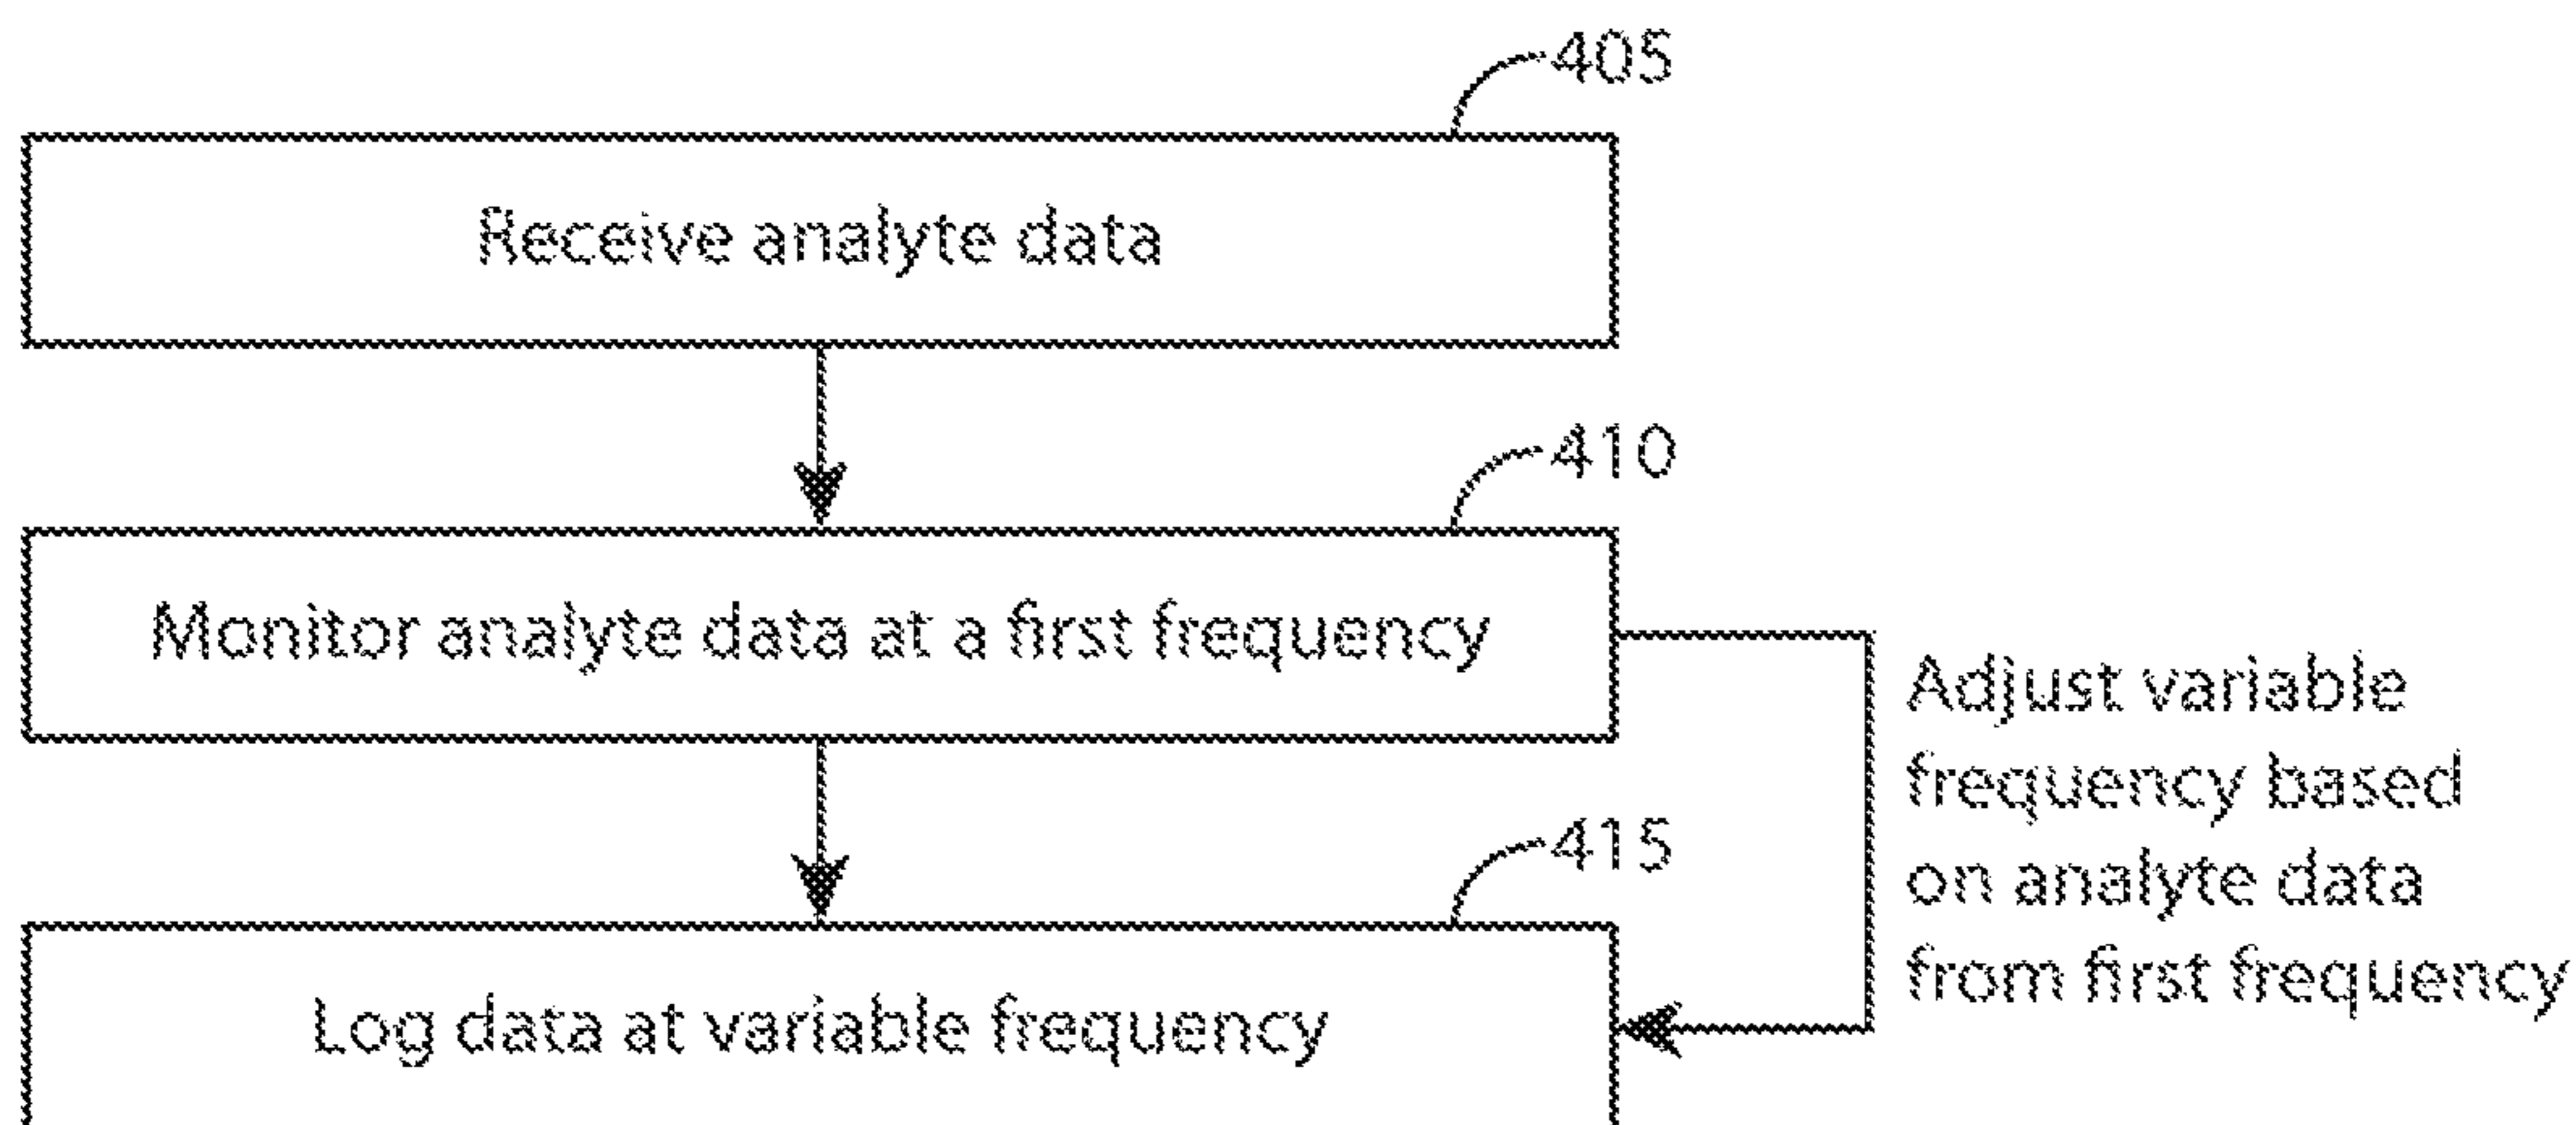 405
Receive analyte data
410
Monitor analyte data at a first frequency
Adjust variable
frequency based
on analyte data
from first frequency
415
Log data at variable frequency